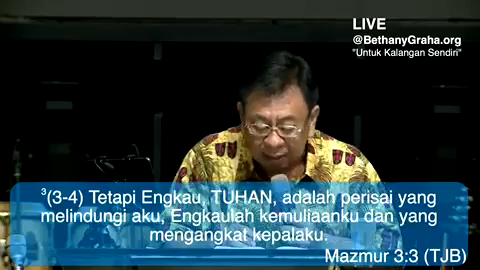 LIVE
@BethanyGraha.org
"Untuk Kalangan Sendiri"
³(3-4) Tetapi Engkau, TUHAN, adalah perisai yang
melindungi aku, Engkaulah kemuliaanku dan yang
mengangkat kepalaku.
Mazmur 3:3 (TJB)